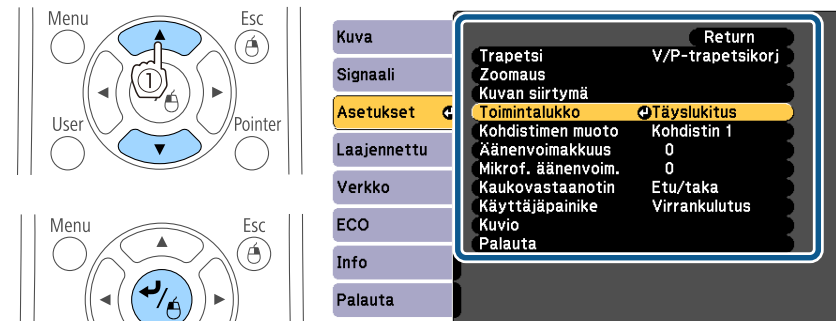 Menu
Esc
1
User
Pointer
Menu
Esc
Kuva
Signaali
Asetukset
Laajennettu
Verkko
ECO
Info
Palauta
Return
Trapetsi V/P-trapetsikorj
Zoomaus
Kuvan siirtymä
Toimintalukko Täyslukitus
Kohdistimen muoto Kohdistin 1
Äänenvoimakkuus 0
Mikrof. äänenvoim. 0
Kaukovastaanotin Etu/taka
Käyttäjäpainike Virrankulutus
Kuvio
Palauta